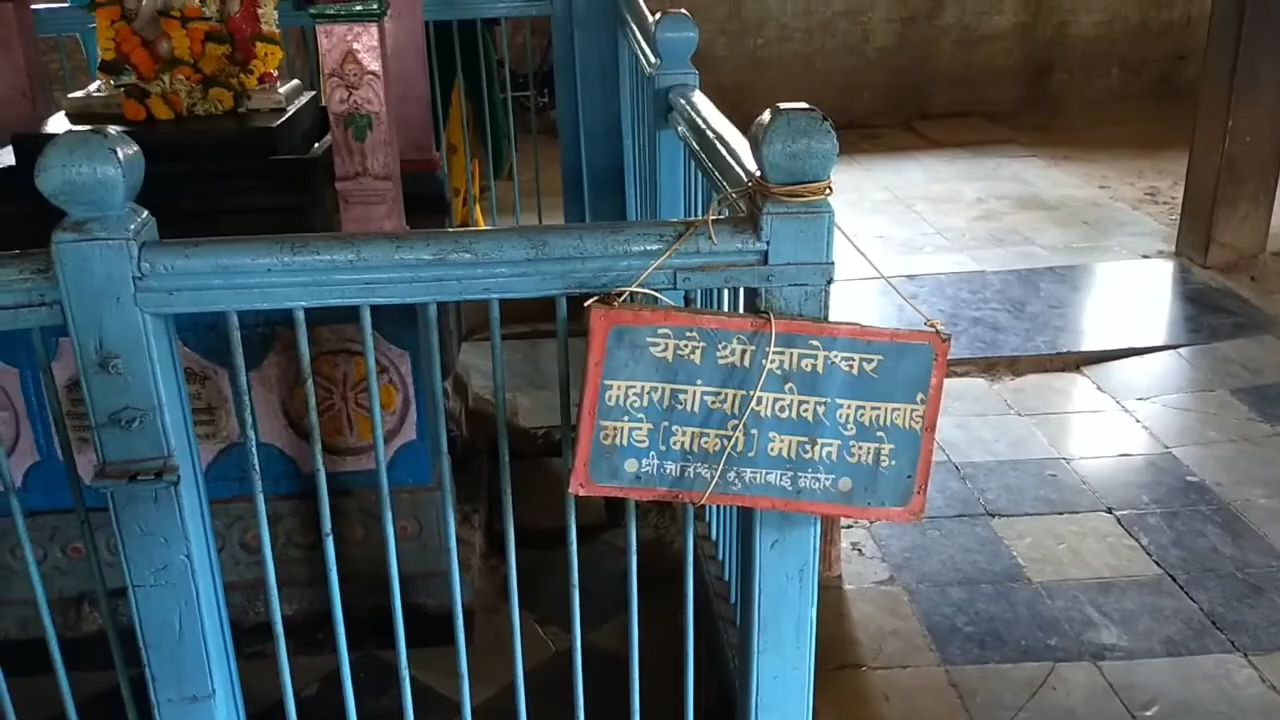 येथे श्री ज्ञानेश्वर
महाराजांच्या पाठीवर मुक्ताबाई
मांडे (भाकरी) भाजत आहे.
श्री ज्ञानेश्वर मुक्ताबाई मंदीर